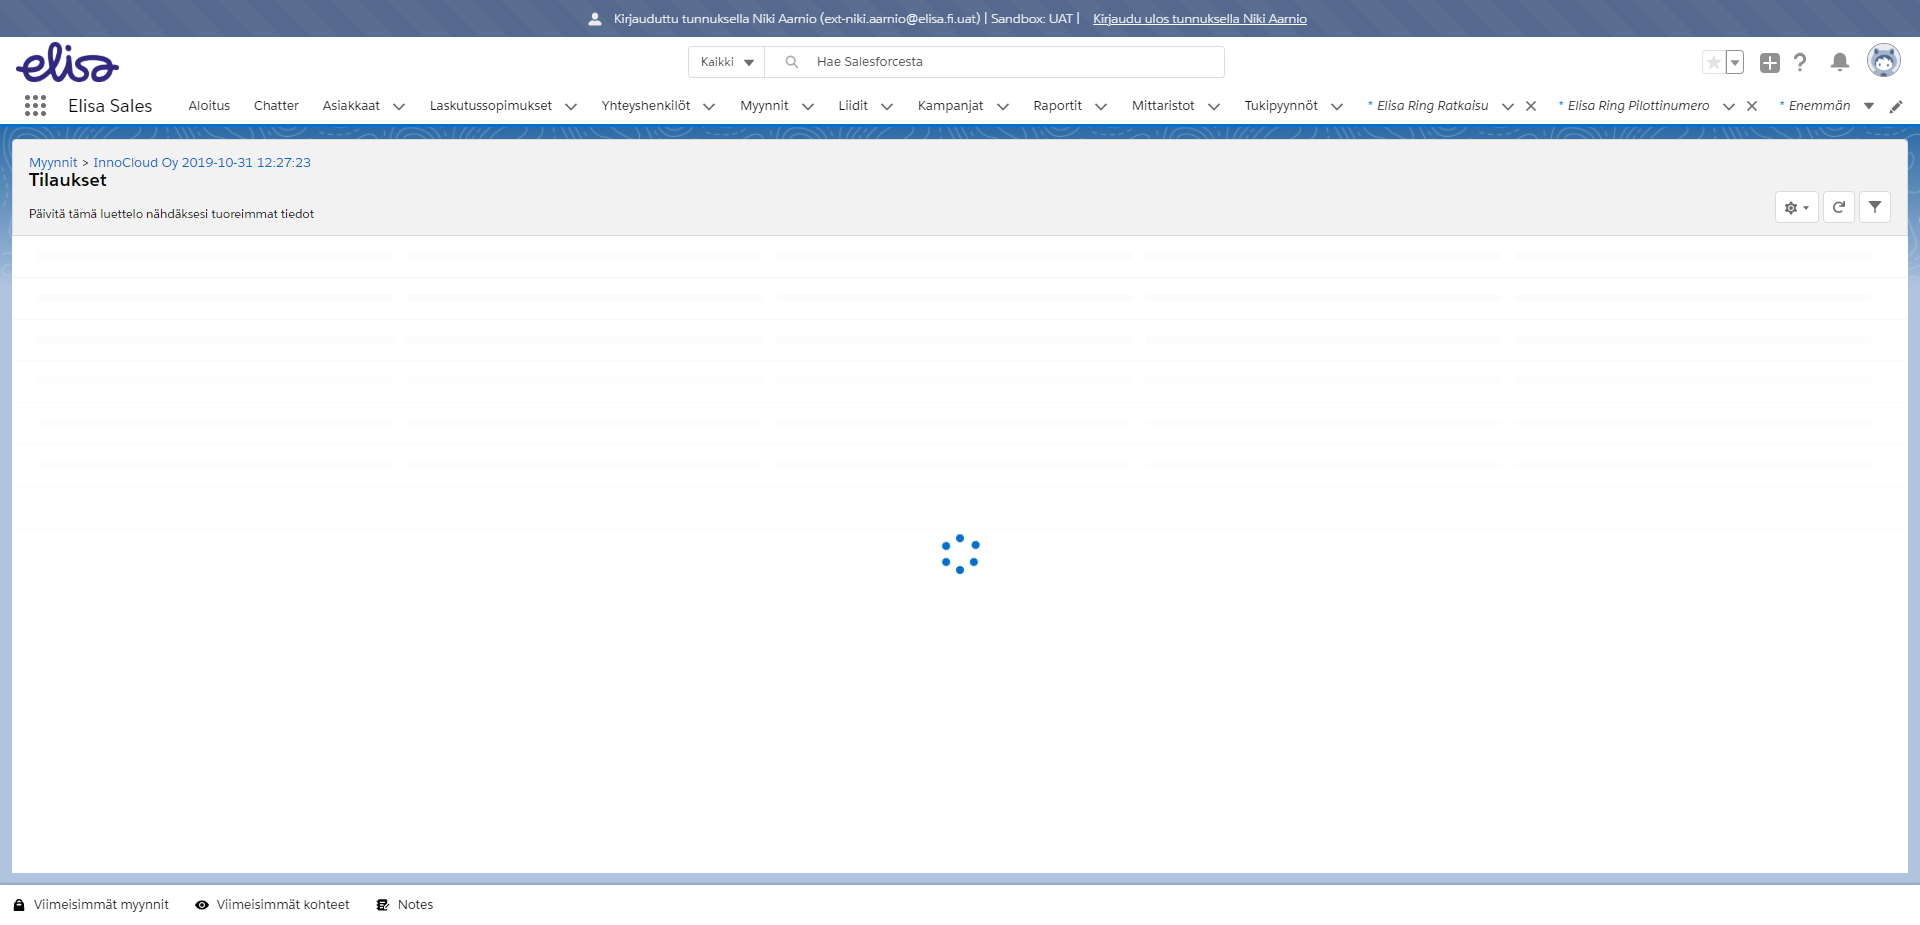 Kirjauduttu tunnuksella Niki Aarnio (ext-niki.aarnio@elisa.fi.uat) | Sandbox: UAT | Kirjaudu ulos tunnuksella Niki Aarnio
elisa
Kaikki Hae Salesforcesta
Elisa Sales Aloitus Chatter Asiakkaat Laskutussopimukset Yhteyshenkilöt Myynnit Liidit Kampanjat Raportit Mittaristot Tukipyynnöt * Elisa Ring Ratkaisu * Elisa Ring Pilottinumero * Enemmän
Myynnit > InnoCloud Oy 2019-10-31 12:27:23
Tilaukset
Päivitä tämä luettelo nähdäksesi tuoreimmat tiedot
Viimeisimmät myynnit Viimeisimmät kohteet Notes